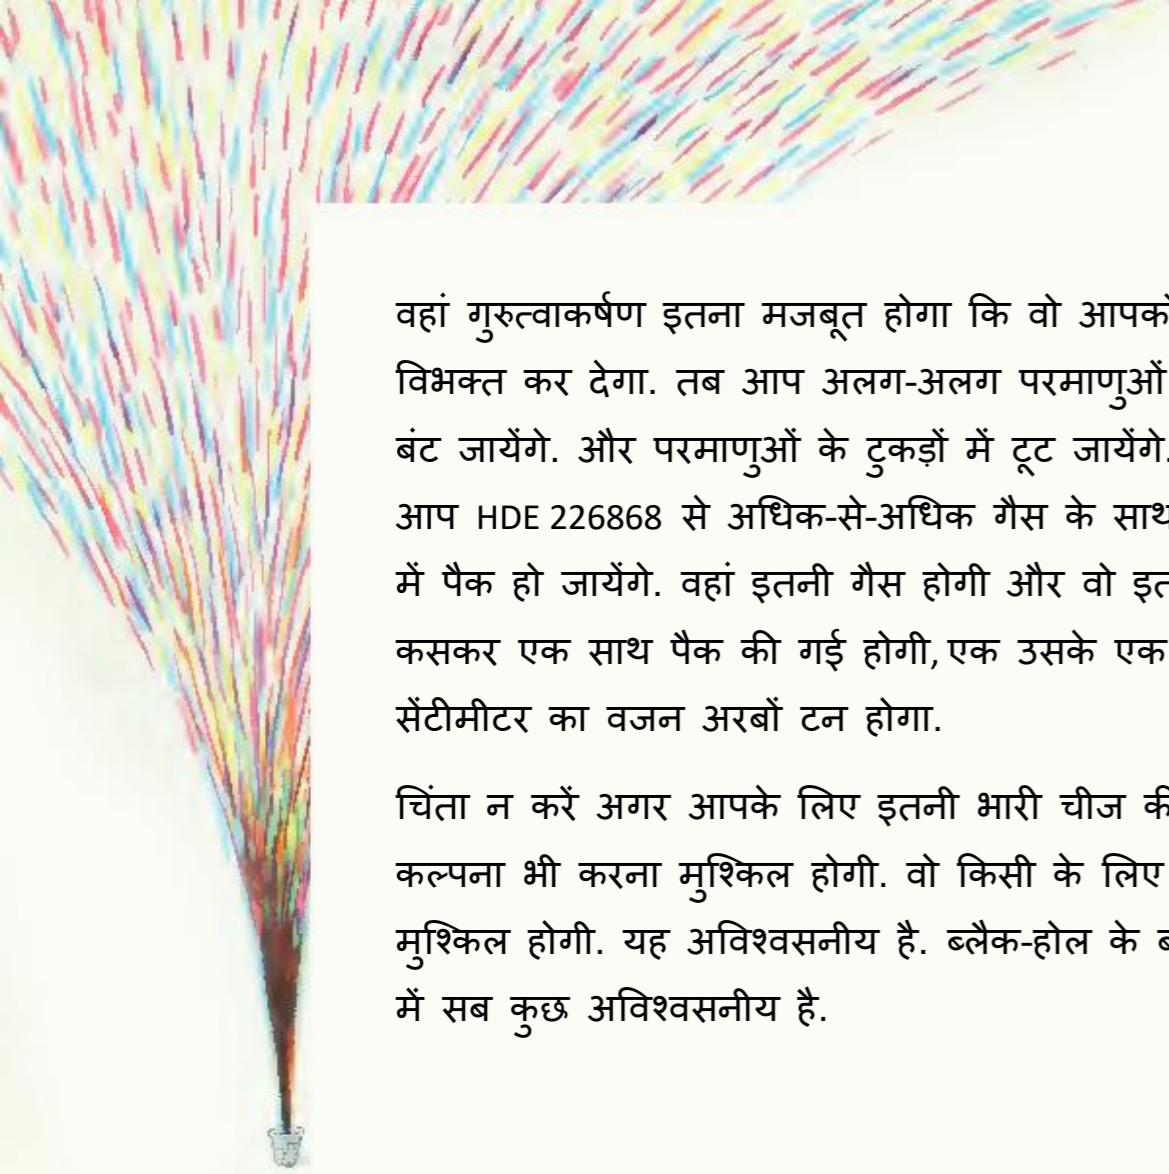 वहां गुरुत्वाकर्षण इतना मजबूत होगा कि वो आपको
विभक्त कर देगा. तब आप अलग-अलग परमाणुओं
बंट जायेंगे. और परमाणुओं के टुकड़ों में टूट जायेंगे.
आप HDE 226868 से अधिक-से-अधिक गैस के साथ
में पैक हो जायेंगे. वहां इतनी गैस होगी और वो
कसकर एक साथ पैक की गई होगी, एक उसके एक
सेंटीमीटर का वजन अरबों टन होगा.
चिंता न करें अगर आपके लिए इतनी भारी चीज की
कल्पना भी करना मुश्किल होगी. वो किसी के लिए
मुश्किल होगी. यह अविश्वसनीय है. ब्लैक-होल के
में सब कुछ अविश्वसनीय है.